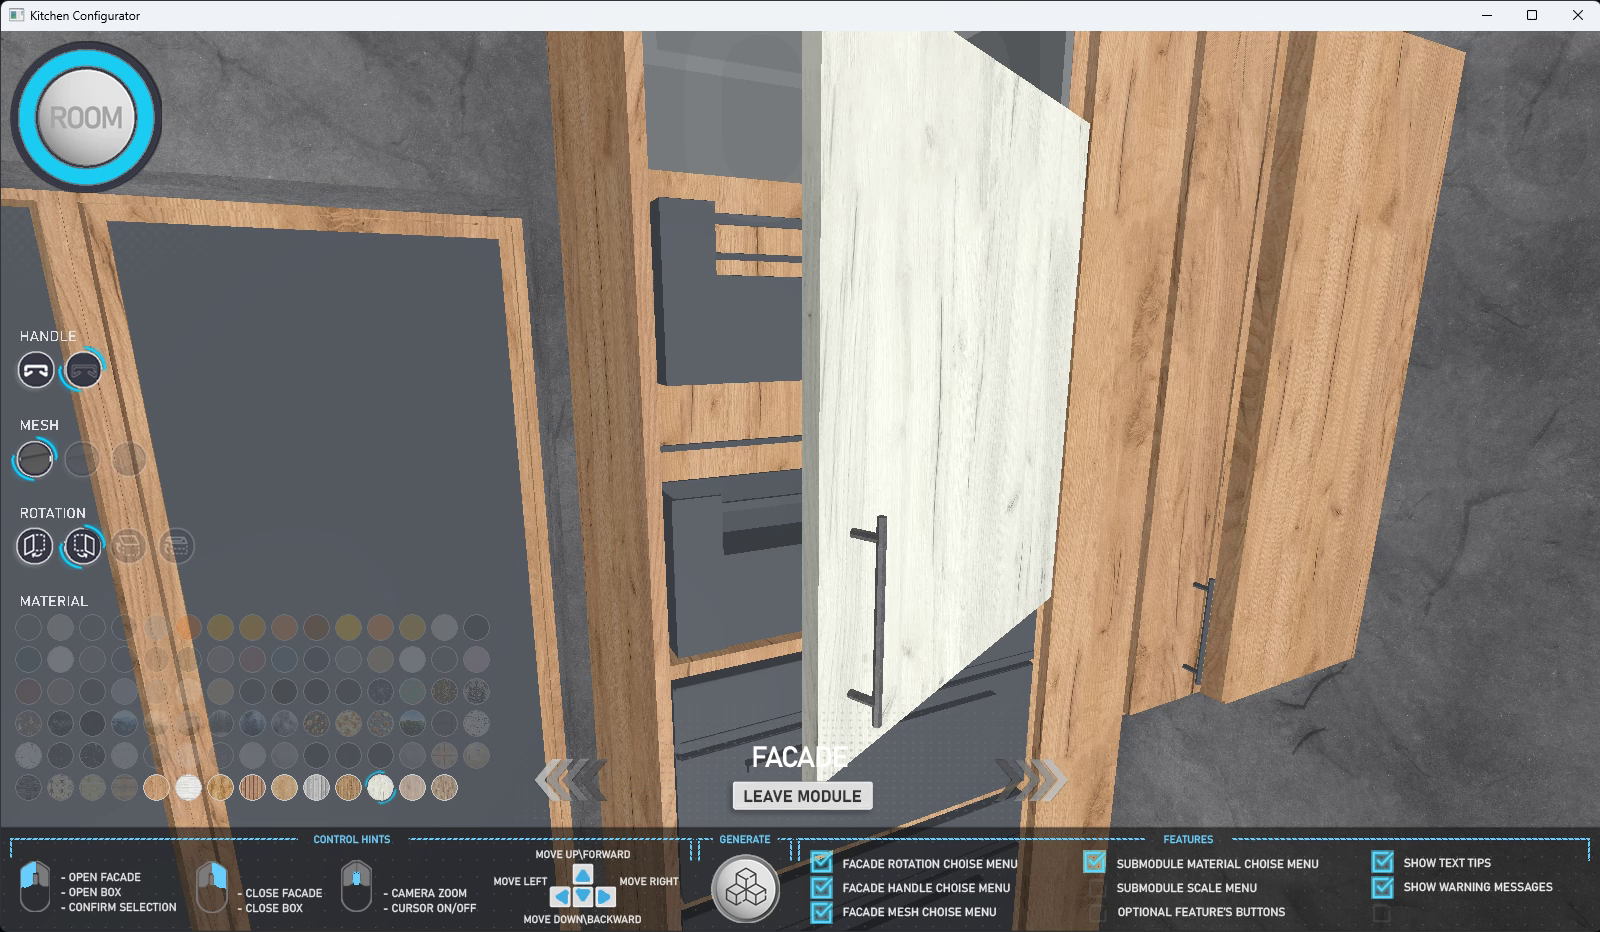 Kitchen Configurator
ROOM
HANDLE
MESH
ROTATION
MATERIAL
FACADE
LEAVE MODULE
CONTROL HINTS
- OPEN FACADE
- OPEN BOX
- CONFIRM SELECTION
- CLOSE FACADE
- CLOSE BOX
- CAMERA ZOOM
- CURSOR ON/OFF
MOVE UP\FORWARD
MOVE LEFT
MOVE RIGHT
MOVE DOWN\BACKWARD
GENERATE
FEATURES
FACADE ROTATION CHOISE MENU
FACADE HANDLE CHOISE MENU
FACADE MESH CHOISE MENU
SUBMODULE MATERIAL CHOISE MENU
SUBMODULE SCALE MENU
OPTIONAL FEATURE'S BUTTONS
SHOW TEXT TIPS
SHOW WARNING MESSAGES